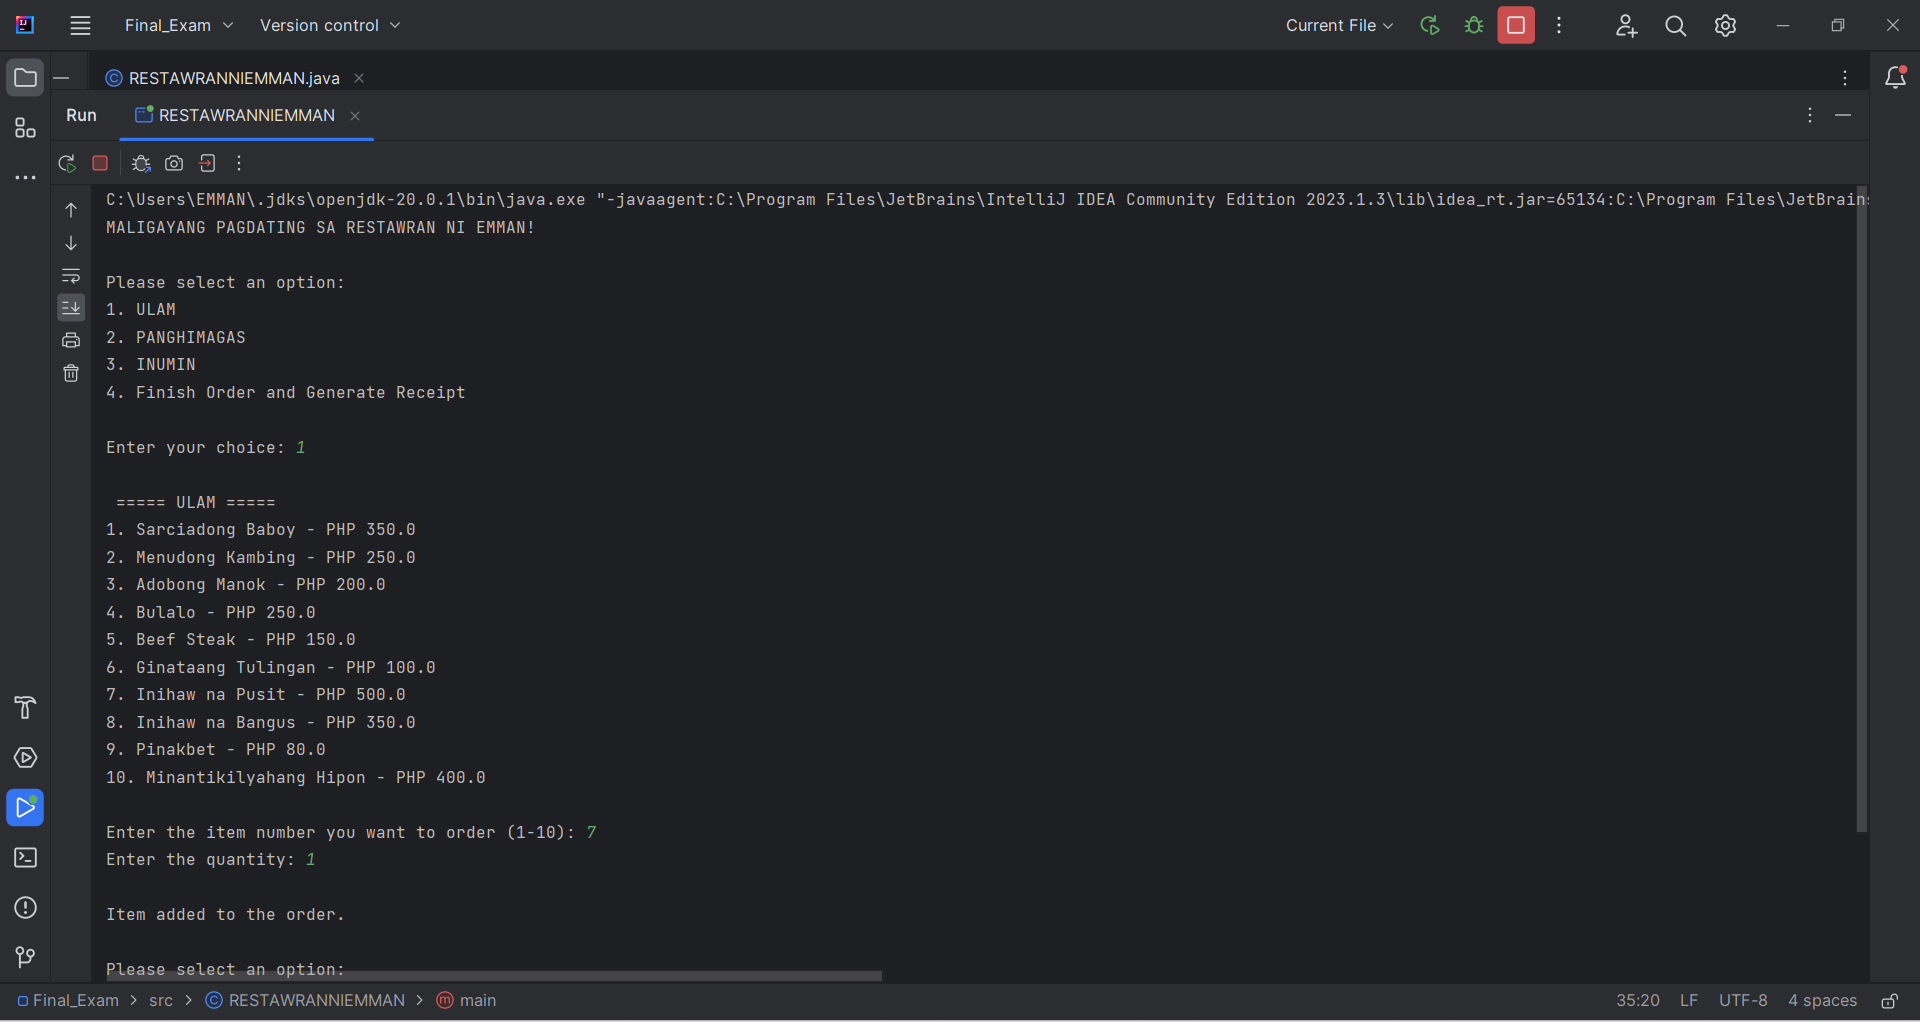 Final_Exam Version control Current File
RESTAWRANNIEMMAN.java
Run RESTAWRANNIEMMAN
C:\Users\EMMAN\.jdks\openjdk-20.0.1\bin\java.exe "-javaagent:C:\Program Files\JetBrains\IntelliJ IDEA Community Edition 2023.1.3\lib\idea_rt.jar=65134:C:\Program Files\JetBrains
MALIGAYANG PAGDATING SA RESTAWRAN NI EMMAN!
Please select an option:
1. ULAM
2. PANGHIMAGAS
3. INUMIN
4. Finish Order and Generate Receipt
Enter your choice: 1
===== ULAM =====
1. Sarciadong Baboy - PHP 350.0
2. Menudong Kambing - PHP 250.0
3. Adobong Manok - PHP 200.0
4. Bulalo - PHP 250.0
5. Beef Steak - PHP 150.0
6. Ginataang Tulingan - PHP 100.0
7. Inihaw na Pusit - PHP 500.0
8. Inihaw na Bangus - PHP 350.0
9. Pinakbet - PHP 80.0
10. Minantikilyahang Hipon - PHP 400.0
Enter the item number you want to order (1-10): 7
Enter the quantity: 1
Item added to the order.
Please select an option:
Final_Exam > src > RESTAWRANNIEMMAN > main 35:20 LF UTF-8 4 spaces